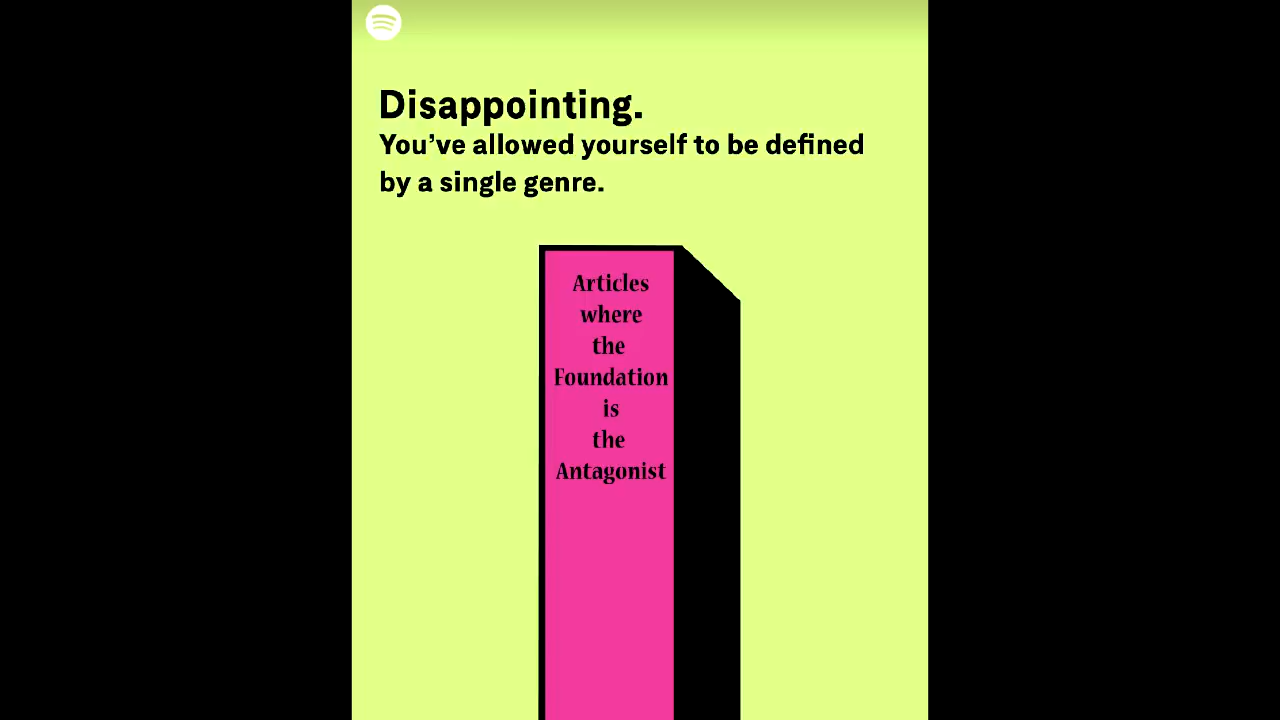 Disappointing.
You’ve allowed yourself to be defined
by a single genre.
Articles
where
the
Foundation
is
the
Antagonist